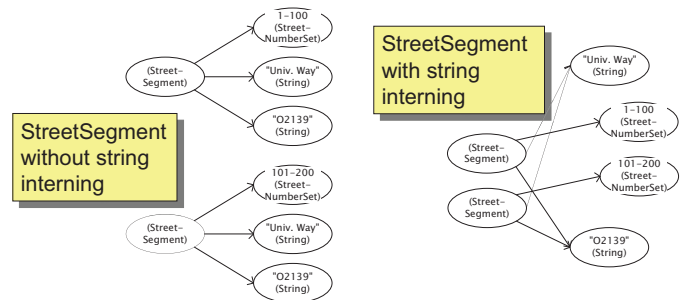 1-100
(Street-
NumberSet)
(Street-
Segment)
"Univ. Way"
(String)
"O2139"
(String)
StreetSegment
without string
interning
101-200
(Street-
NumberSet)
(Street-
Segment)
"Univ. Way"
(String)
"O2139"
(String)
StreetSegment
with string
interning
"Univ. Way"
(String)
1-100
(Street-
NumberSet)
(Street-
Segment)
101-200
(Street-
NumberSet)
(Street-
Segment)
"O2139"
(String)